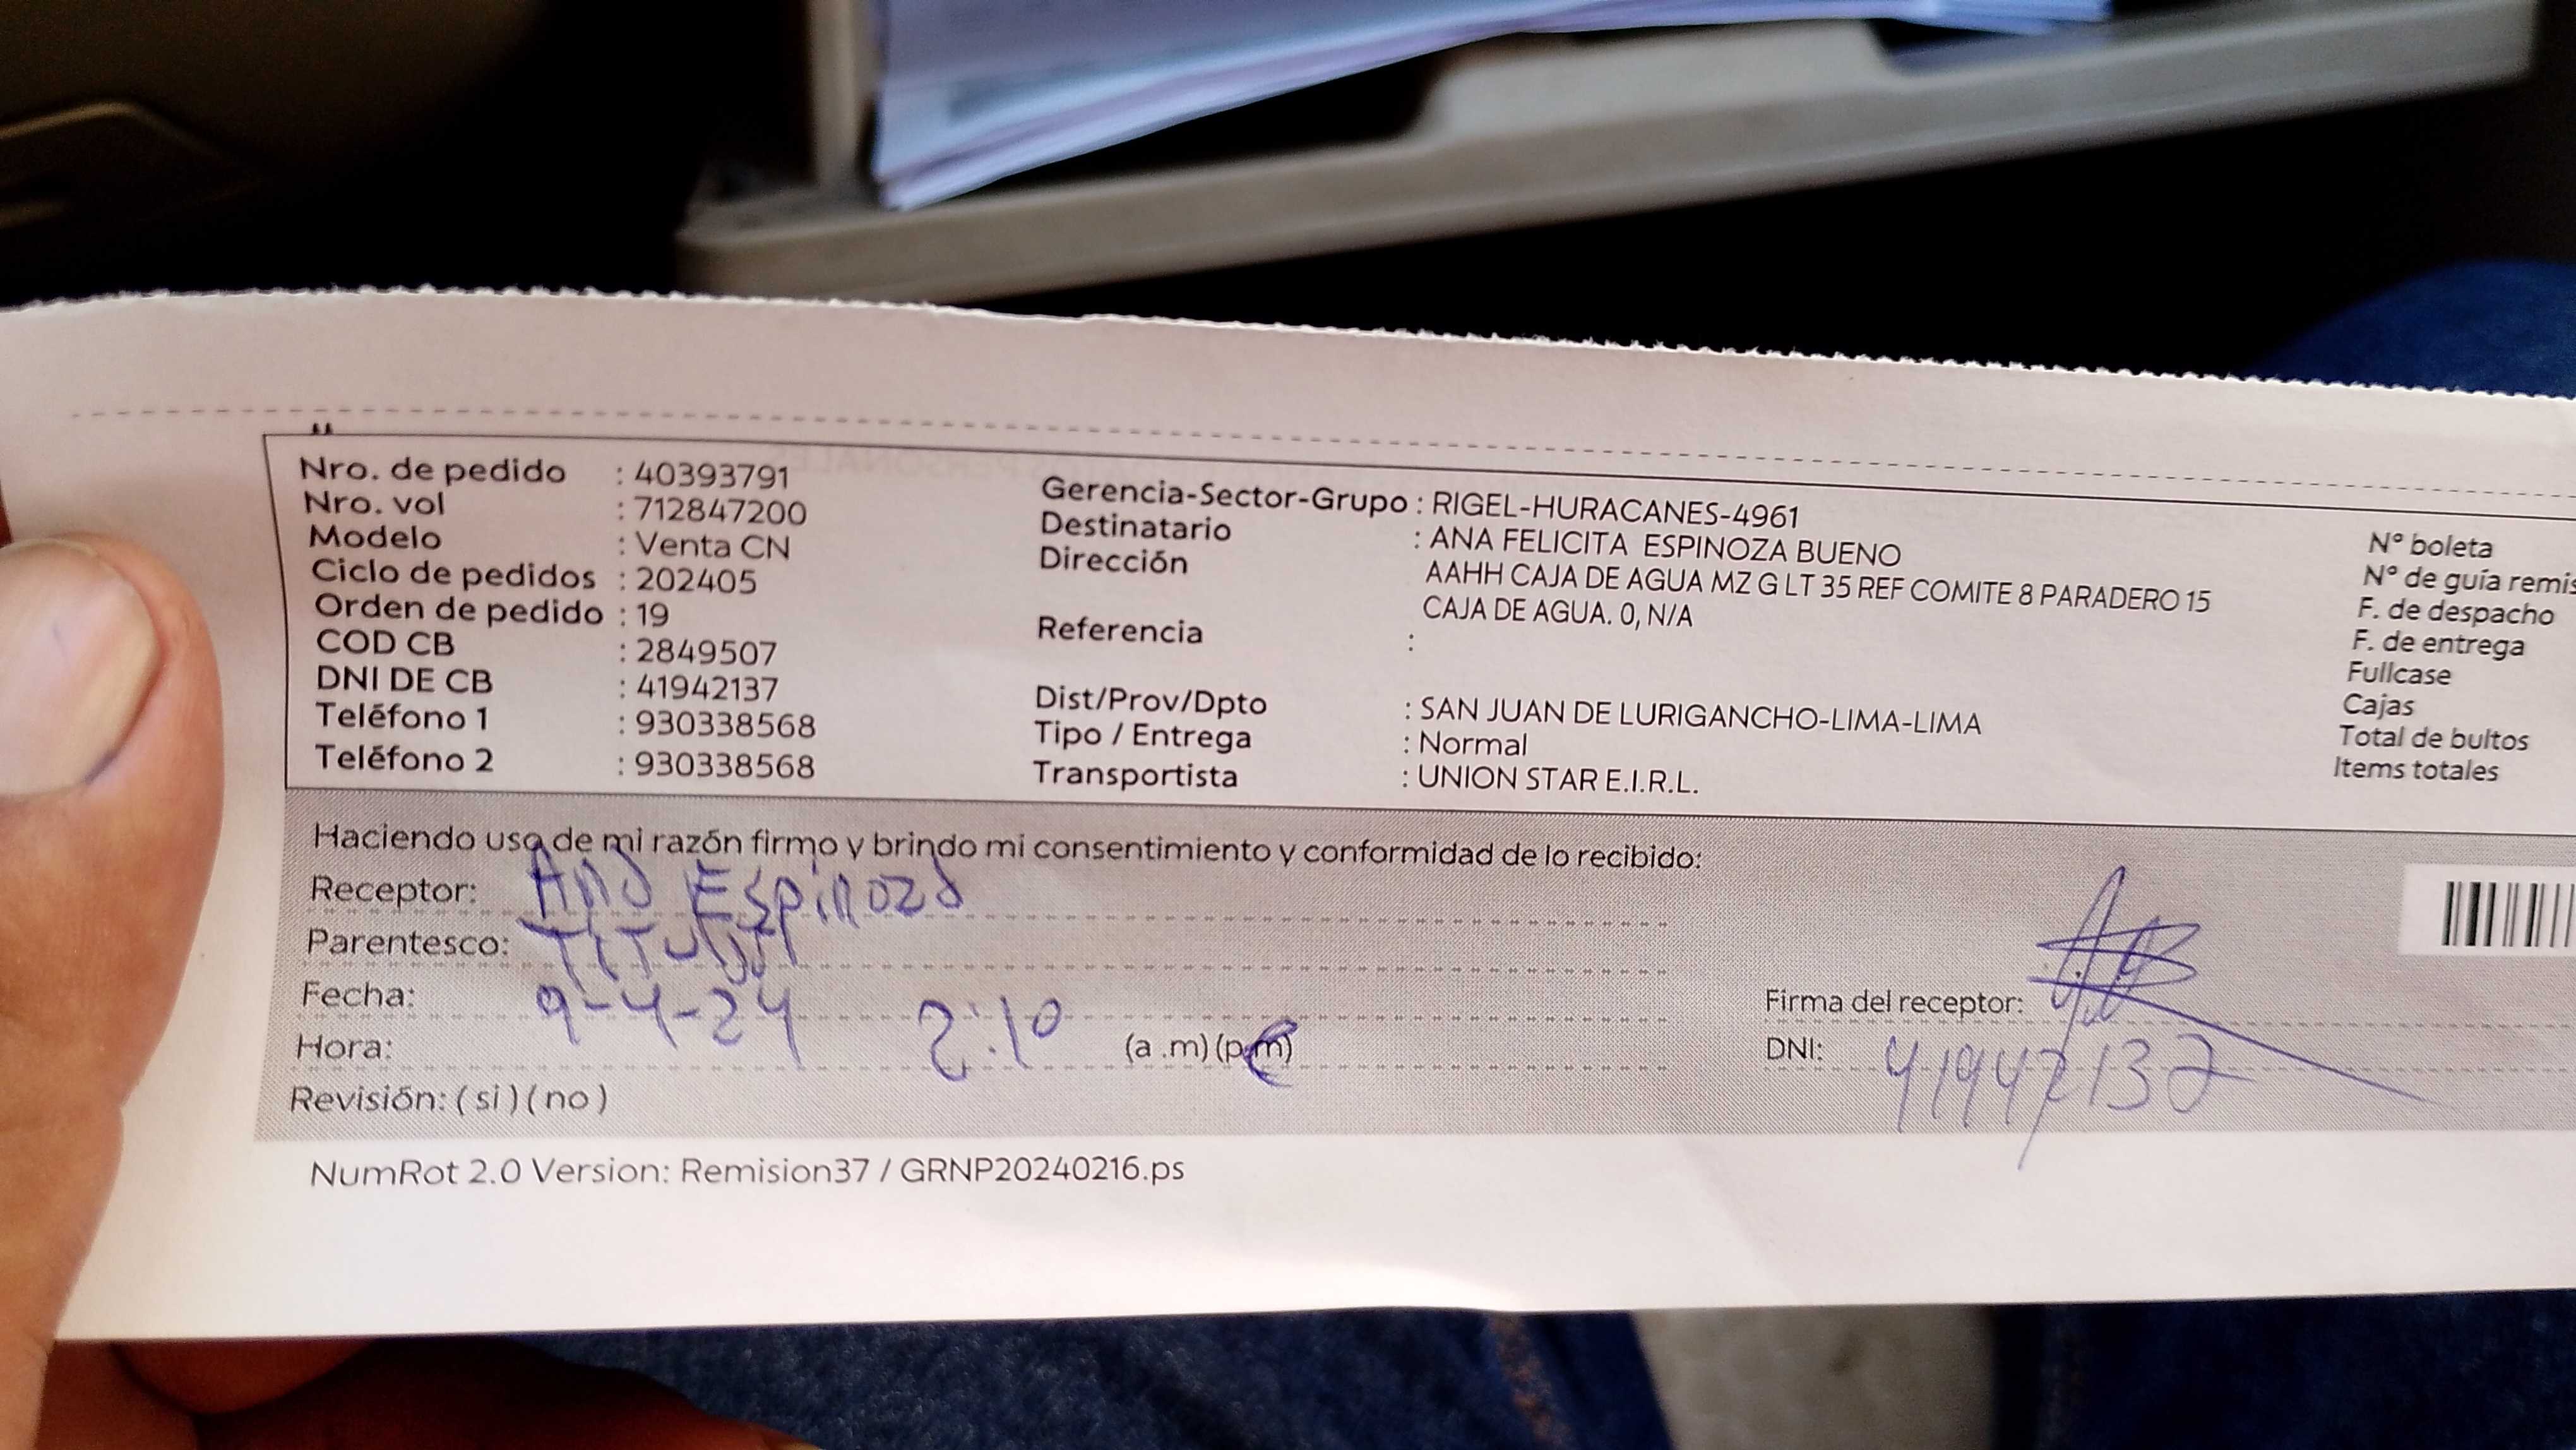 Nro. de pedido : 40393791
Nro. vol : 712847200
Modelo : Venta CN
Ciclo de pedidos : 202405
Orden de pedido : 19
COD CB : 2849507
DNI DE CB : 41942137
Teléfono 1 : 930338568
Teléfono 2 : 930338568
Gerencia-Sector-Grupo : RIGEL-HURACANES-4961
Destinatario : ANA FELICITA ESPINOZA BUENO
Dirección : AAHH CAJA DE AGUA MZ G LT 35 REF COMITE 8 PARADERO 15
CAJA DE AGUA. 0, N/A
Referencia :
Dist/Prov/Dpto : SAN JUAN DE LURIGANCHO-LIMA-LIMA
Tipo / Entrega : Normal
Transportista : UNION STAR E.I.R.L.
N° boleta
N° de guía remis
F. de despacho
F. de entrega
Fullcase
Cajas
Total de bultos
Items totales
Haciendo uso de mi razón firmo y brindo mi consentimiento y conformidad de lo recibido:
Receptor: Ana Espinoza
Parentesco:
Fecha: 9-4-24
Hora: 2:10 (a .m) (p.m)
Revisión: ( si ) ( no )
Firma del receptor:
DNI: 41942137
NumRot 2.0 Version: Remision37 / GRNP20240216.ps